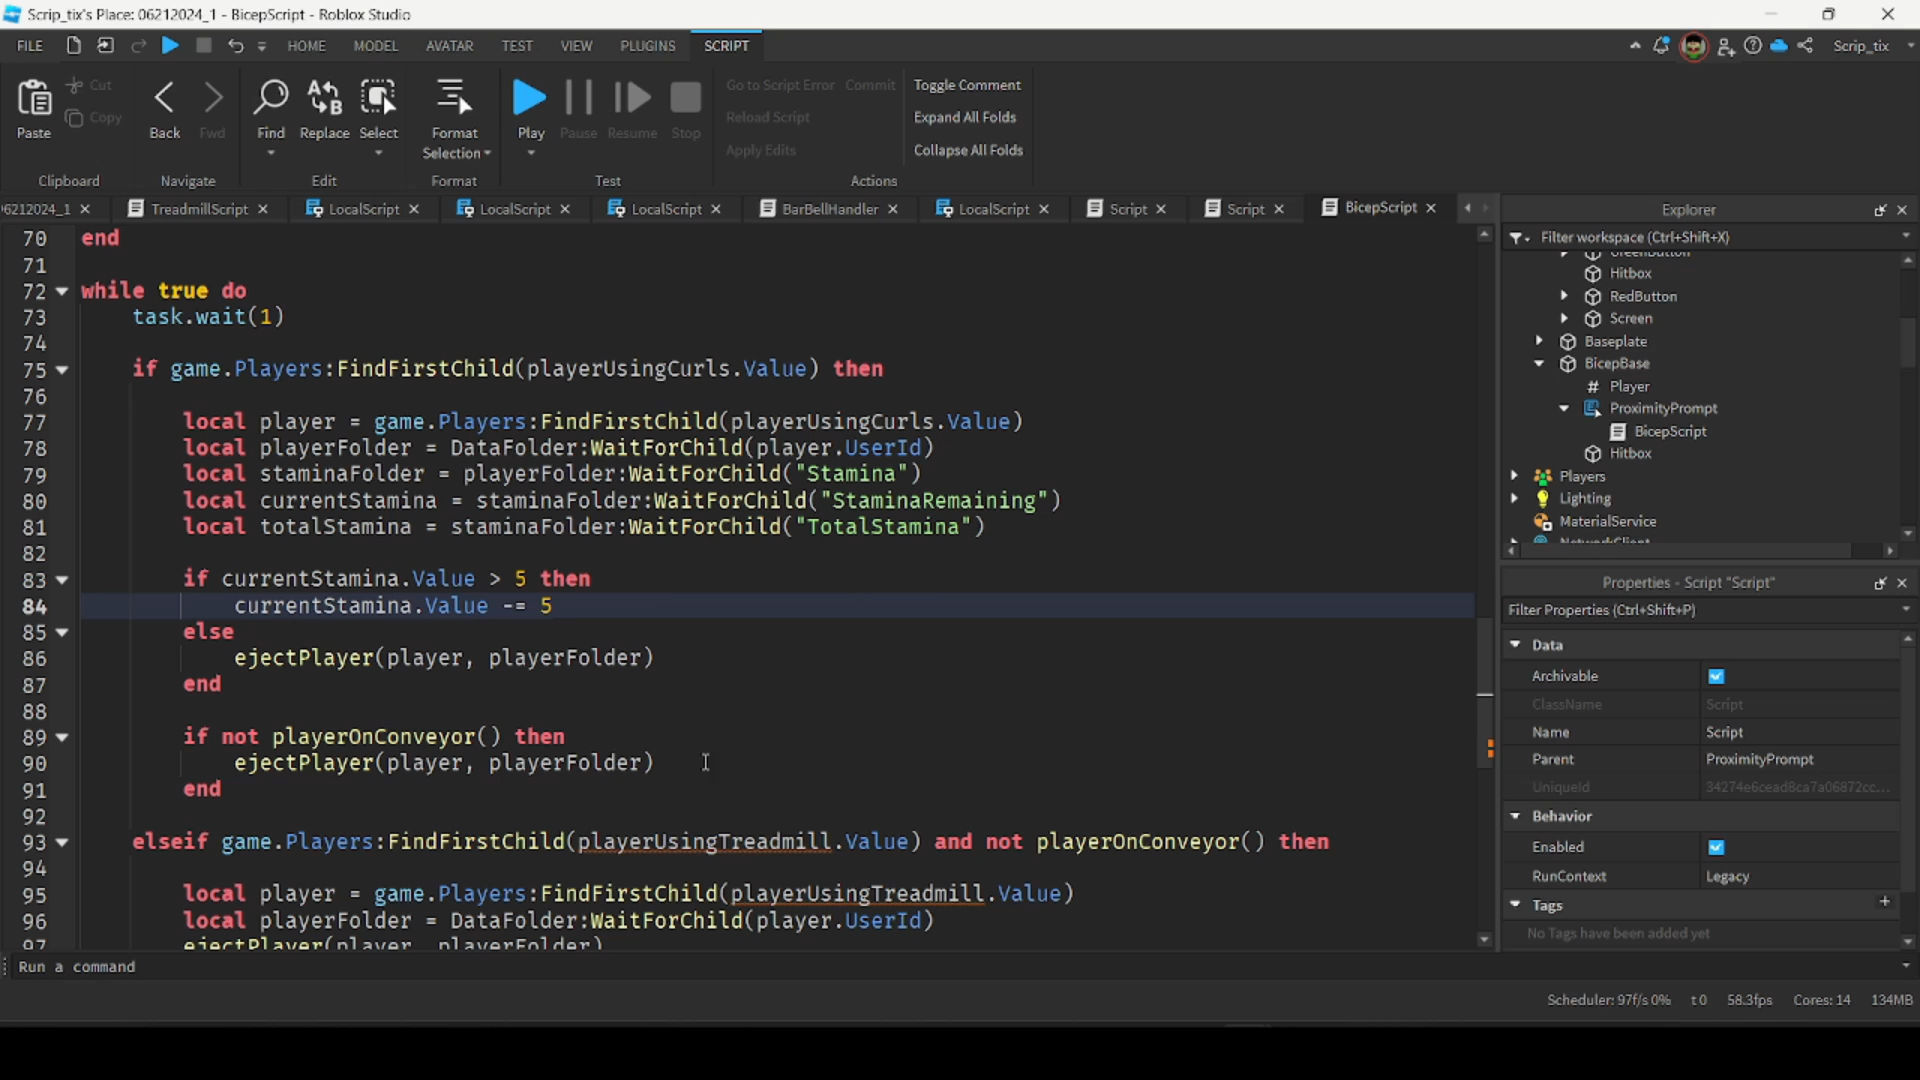 Scrip_tix's Place: 06212024_1 - BicepScript - Roblox Studio
FILE HOME MODEL AVATAR TEST VIEW PLUGINS SCRIPT Scrip_tix
Paste Cut Copy Back Fwd Find Replace Select Format Selection Play Pause Resume Stop
Go to Script Error Commit Toggle Comment
Reload Script Expand All Folds
Apply Edits Collapse All Folds
Clipboard Navigate Edit Format Test Actions
06212024_1 TreadmillScript LocalScript LocalScript LocalScript BarBellHandler LocalScript Script Script BicepScript
70 end
71
72 while true do
73 task.wait(1)
74
75 if game.Players:FindFirstChild(playerUsingCurls.Value) then
76
77 local player = game.Players:FindFirstChild(playerUsingCurls.Value)
78 local playerFolder = DataFolder:WaitForChild(player.UserId)
79 local staminaFolder = playerFolder:WaitForChild("Stamina")
80 local currentStamina = staminaFolder:WaitForChild("StaminaRemaining")
81 local totalStamina = staminaFolder:WaitForChild("TotalStamina")
82
83 if currentStamina.Value > 5 then
84 currentStamina.Value -= 5
85 else
86 ejectPlayer(player, playerFolder)
87 end
88
89 if not playerOnConveyor() then
90 ejectPlayer(player, playerFolder)
91 end
92
93 elseif game.Players:FindFirstChild(playerUsingTreadmill.Value) and not playerOnConveyor() then
94
95 local player = game.Players:FindFirstChild(playerUsingTreadmill.Value)
96 local playerFolder = DataFolder:WaitForChild(player.UserId)
97 ejectPlayer(player, playerFolder)
Explorer
Filter workspace (Ctrl+Shift+X)
GreenButton
Hitbox
RedButton
Screen
Baseplate
BicepBase
# Player
ProximityPrompt
BicepScript
Hitbox
Players
Lighting
MaterialService
NetworkClient
Properties - Script "Script"
Filter Properties (Ctrl+Shift+P)
Data
Archivable
ClassName Script
Name Script
Parent ProximityPrompt
UniqueId 34274e6cead8ca7a06872cc...
Behavior
Enabled
RunContext Legacy
Tags +
No Tags have been added yet
Run a command
Scheduler: 97f/s 0% t0 58.3fps Cores: 14 134MB